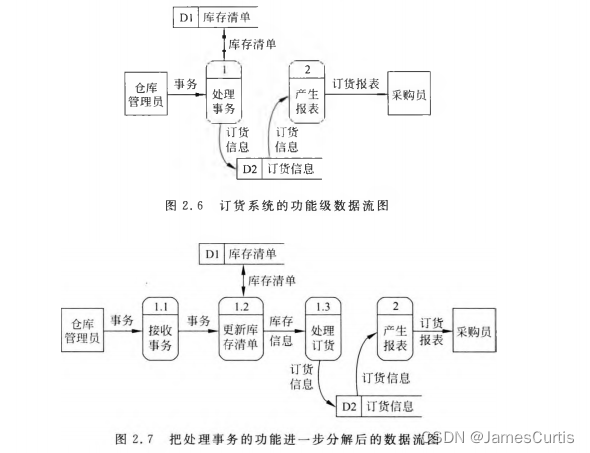 D1 库存清单
库存清单
仓库
管理员
事务
1
处理
事务
2
产生
报表
订货报表
采购员
订货
信息
订货
信息
D2 订货信息
图 2.6 订货系统的功能级数据流图
D1 库存清单
库存清单
仓库
管理员
事务
1.1
接收
事务
事务
1.2
更新库
存清单
库存
信息
1.3
处理
订货
2
产生
报表
订货
报表
采购员
订货
信息
订货信息
D2 订货信息
图 2.7 把处理事务的功能进一步分解后的数据流图
CSDN @JamesCurtis